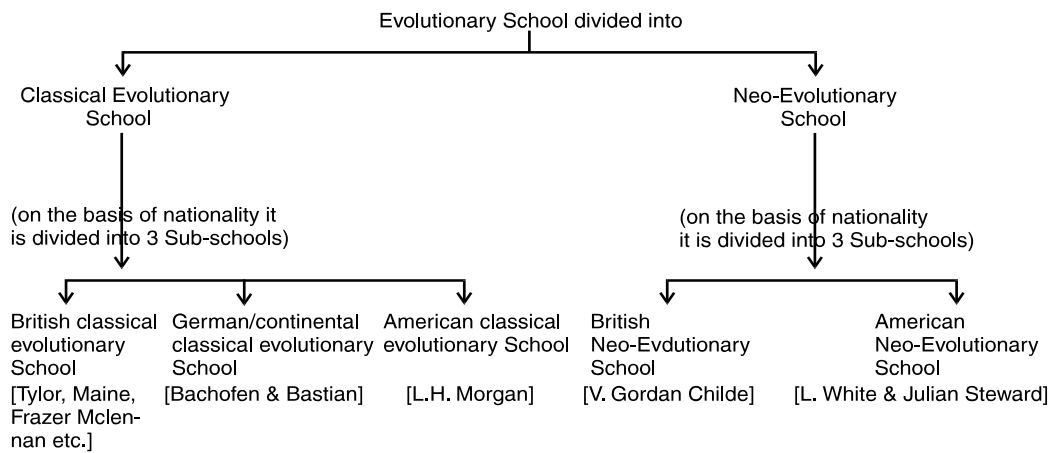 Evolutionary School divided into
Classical Evolutionary
School
Neo-Evolutionary
School
(on the basis of nationality it
is divided into 3 Sub-schools)
(on the basis of nationality
it is divided into 3 Sub-schools)
British classical
evolutionary
School
[Tylor, Maine,
Frazer Mclen-
nan etc.]
German/continental
classical evolutionary
School
[Bachofen & Bastian]
American classical
evolutionary School
[L.H. Morgan]
British
Neo-Evdutionary
School
[V. Gordan Childe]
American
Neo-Evolutionary
School
[L. White & Julian Steward]